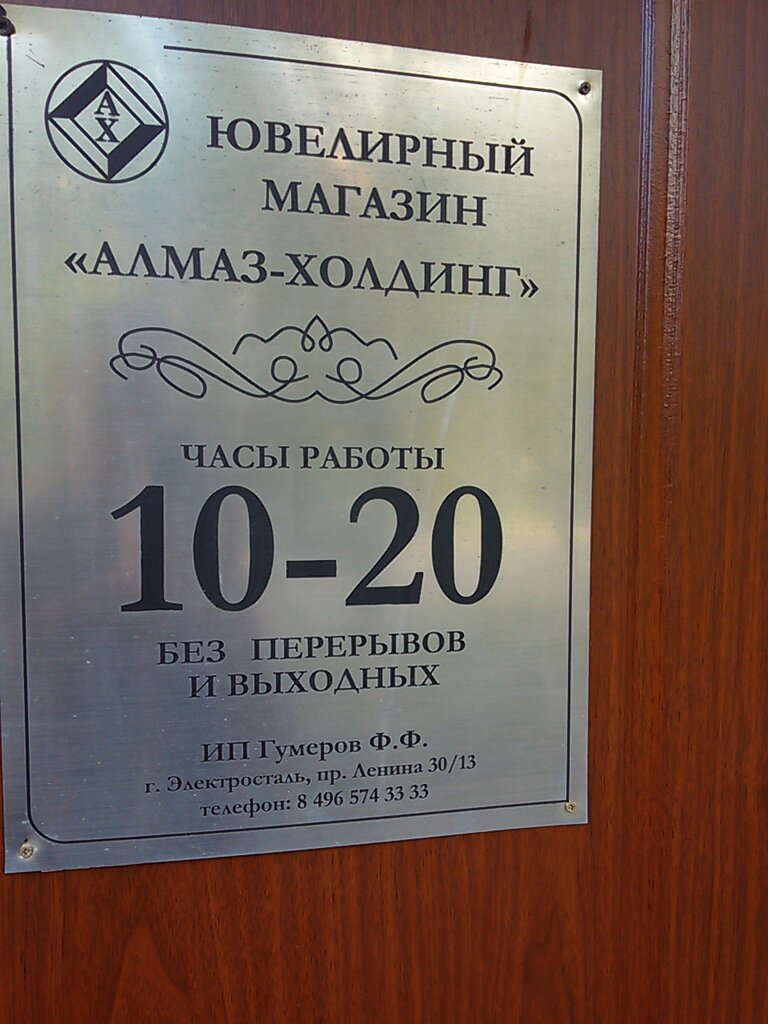 АХ
ЮВЕЛИРНЫЙ
МАГАЗИН
«АЛМАЗ-ХОЛДИНГ»
ЧАСЫ РАБОТЫ
10-20
БЕЗ ПЕРЕРЫВОВ
И ВЫХОДНЫХ
ИП Гумеров Ф.Ф.
г. Электросталь, пр. Ленина 30/13
телефон: 8 496 574 33 33